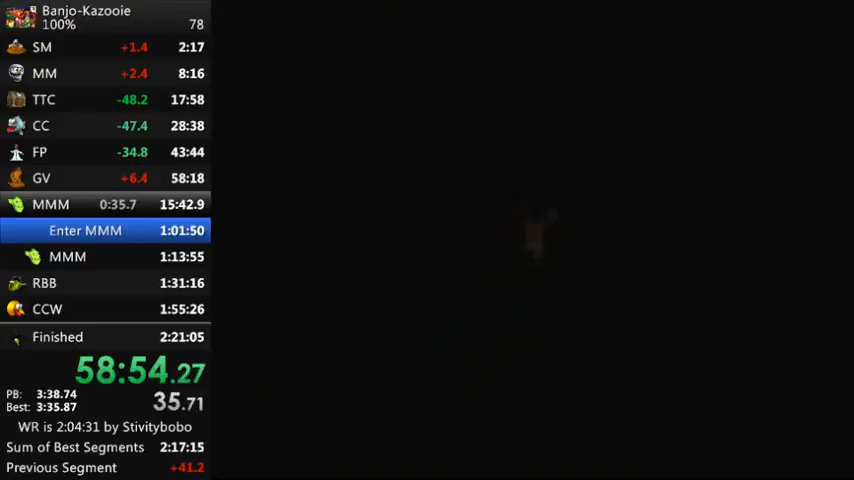 Banjo-Kazooie
100% 78
SM +1.4 2:17
MM +2.4 8:16
TTC -48.2 17:58
CC -47.4 28:38
FP -34.8 43:44
GV +6.4 58:18
MMM 0:35.7 15:42.9
Enter MMM 1:01:50
MMM 1:13:55
RBB 1:31:16
CCW 1:55:26
Finished 2:21:05
58:54.27
PB: 3:38.74
Best: 3:35.87
35.71
WR is 2:04:31 by Stivitybobo
Sum of Best Segments 2:17:15
Previous Segment +41.2